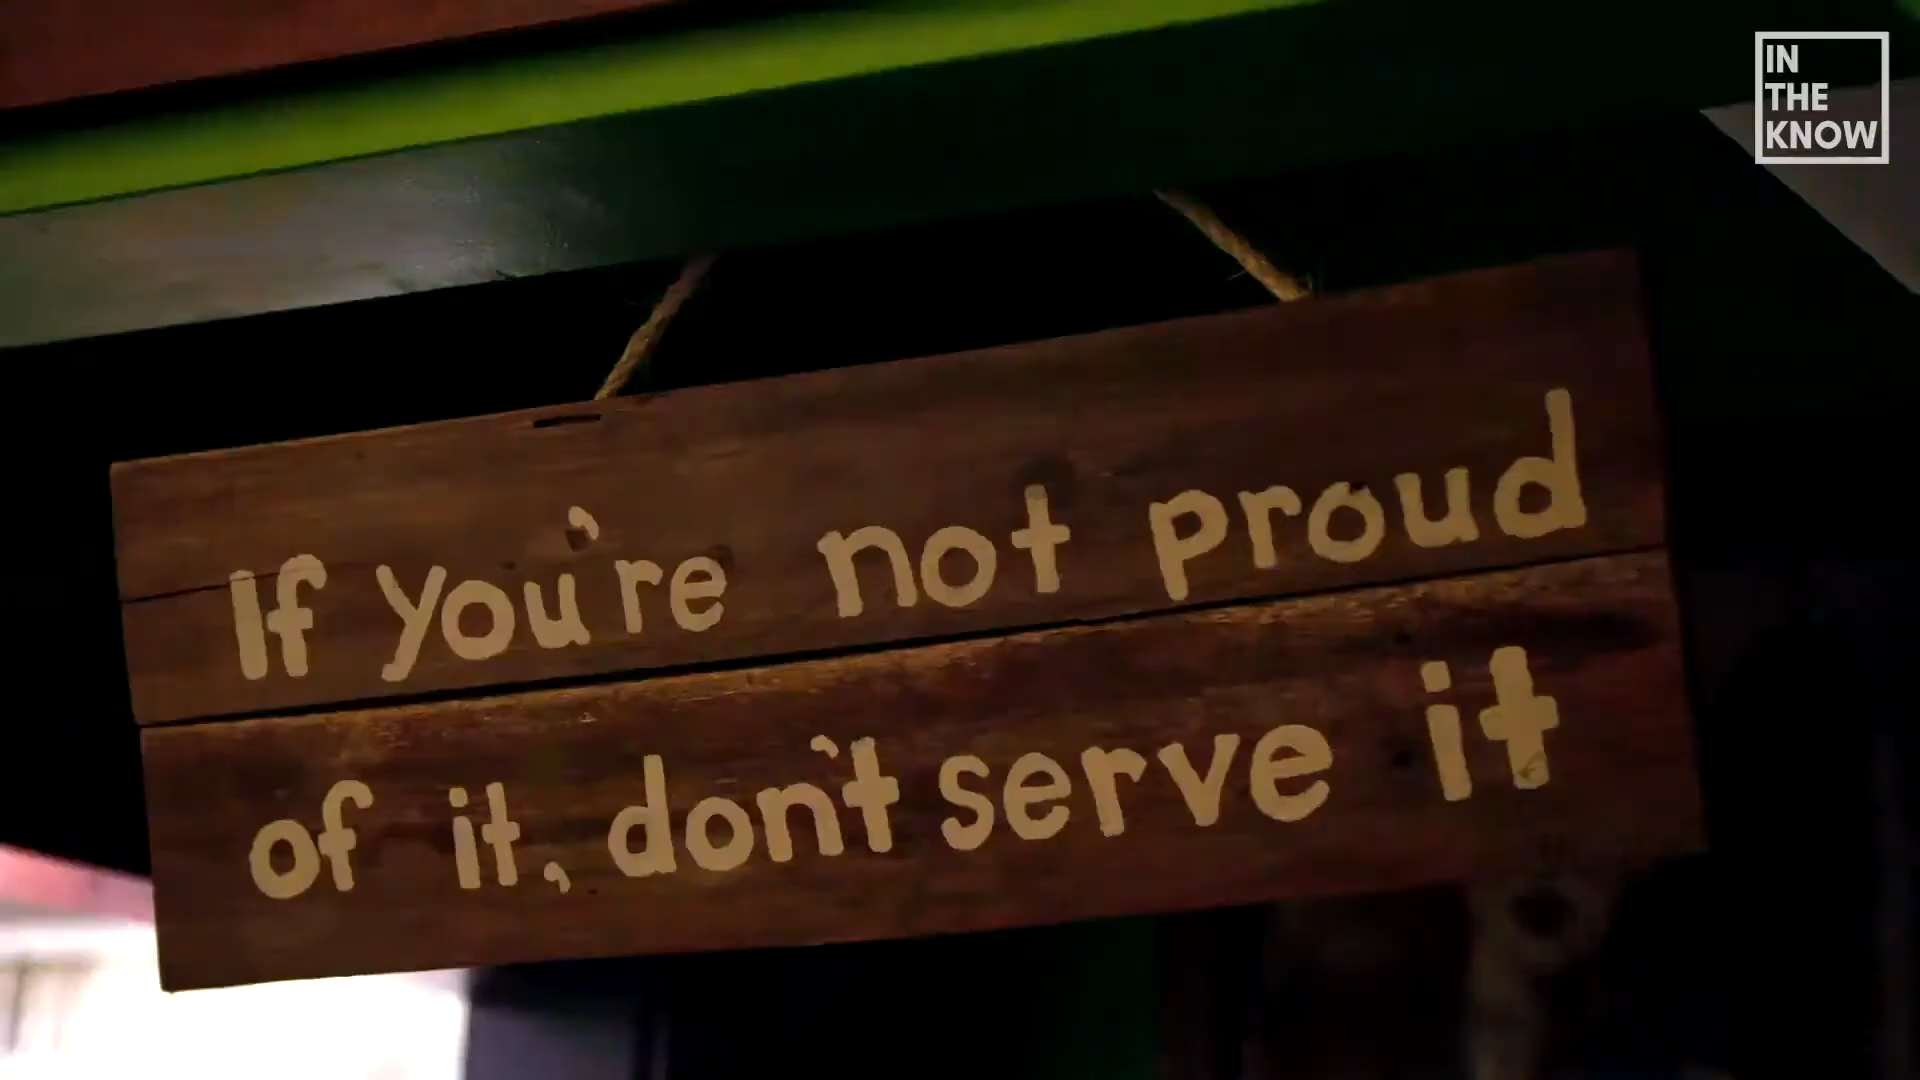 IN
THE
KNOW
If you're not proud
of it, don't serve it